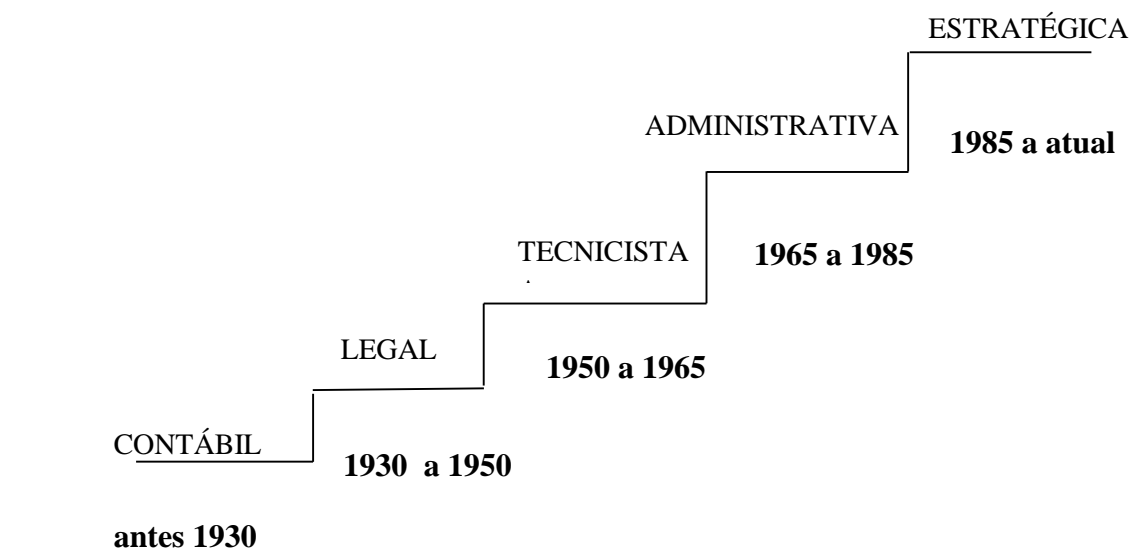 ESTRATÉGICA
ADMINISTRATIVA
1985 a atual
TECNICISTA
1965 a 1985
LEGAL
1950 a 1965
CONTÁBIL
1930 a 1950
antes 1930